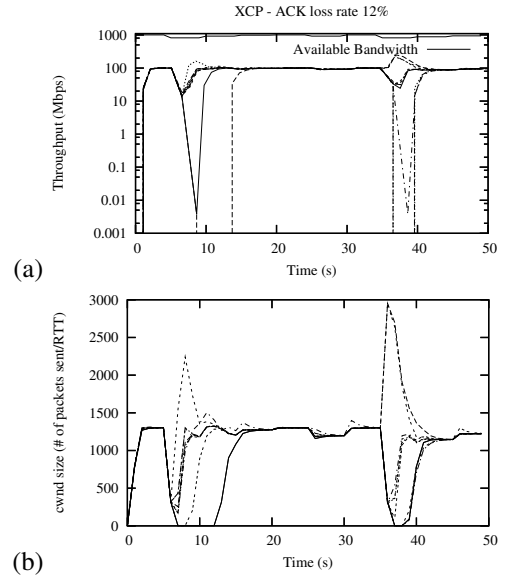 XCP - ACK loss rate 12%
1000
Available Bandwidth
100
10
1
0.1
0.01
0.001
Throughput (Mbps)
0 10 20 30 40 50
Time (s)
(a)
3000
2500
2000
1500
1000
500
0
cwnd size (# of packets sent/RTT)
0 10 20 30 40 50
Time (s)
(b)